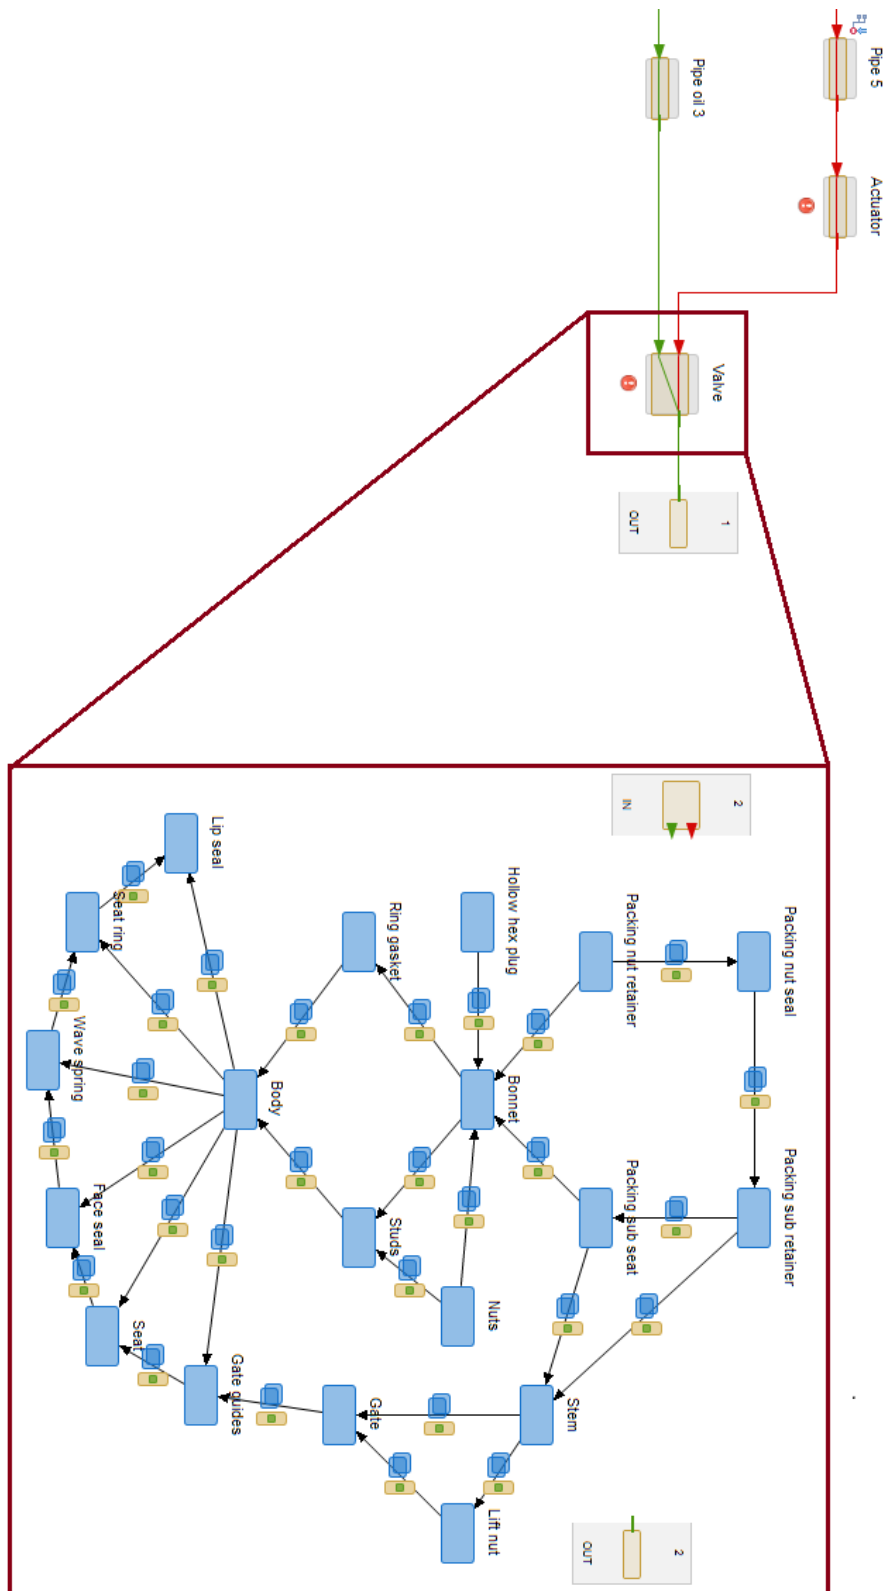 Pipe 5
Actuator
Pipe oil 3
Valve
1
OUT
2
IN
Packing nut seal
Packing sub retainer
Packing nut retainer
Packing sub seat
Stem
Hollow hex plug
Bonnet
Nuts
Lift nut
Ring gasket
Studs
Gate
Lip seal
Body
Gate guides
Seat ring
Seat
Wave spring
Face seal
2
OUT